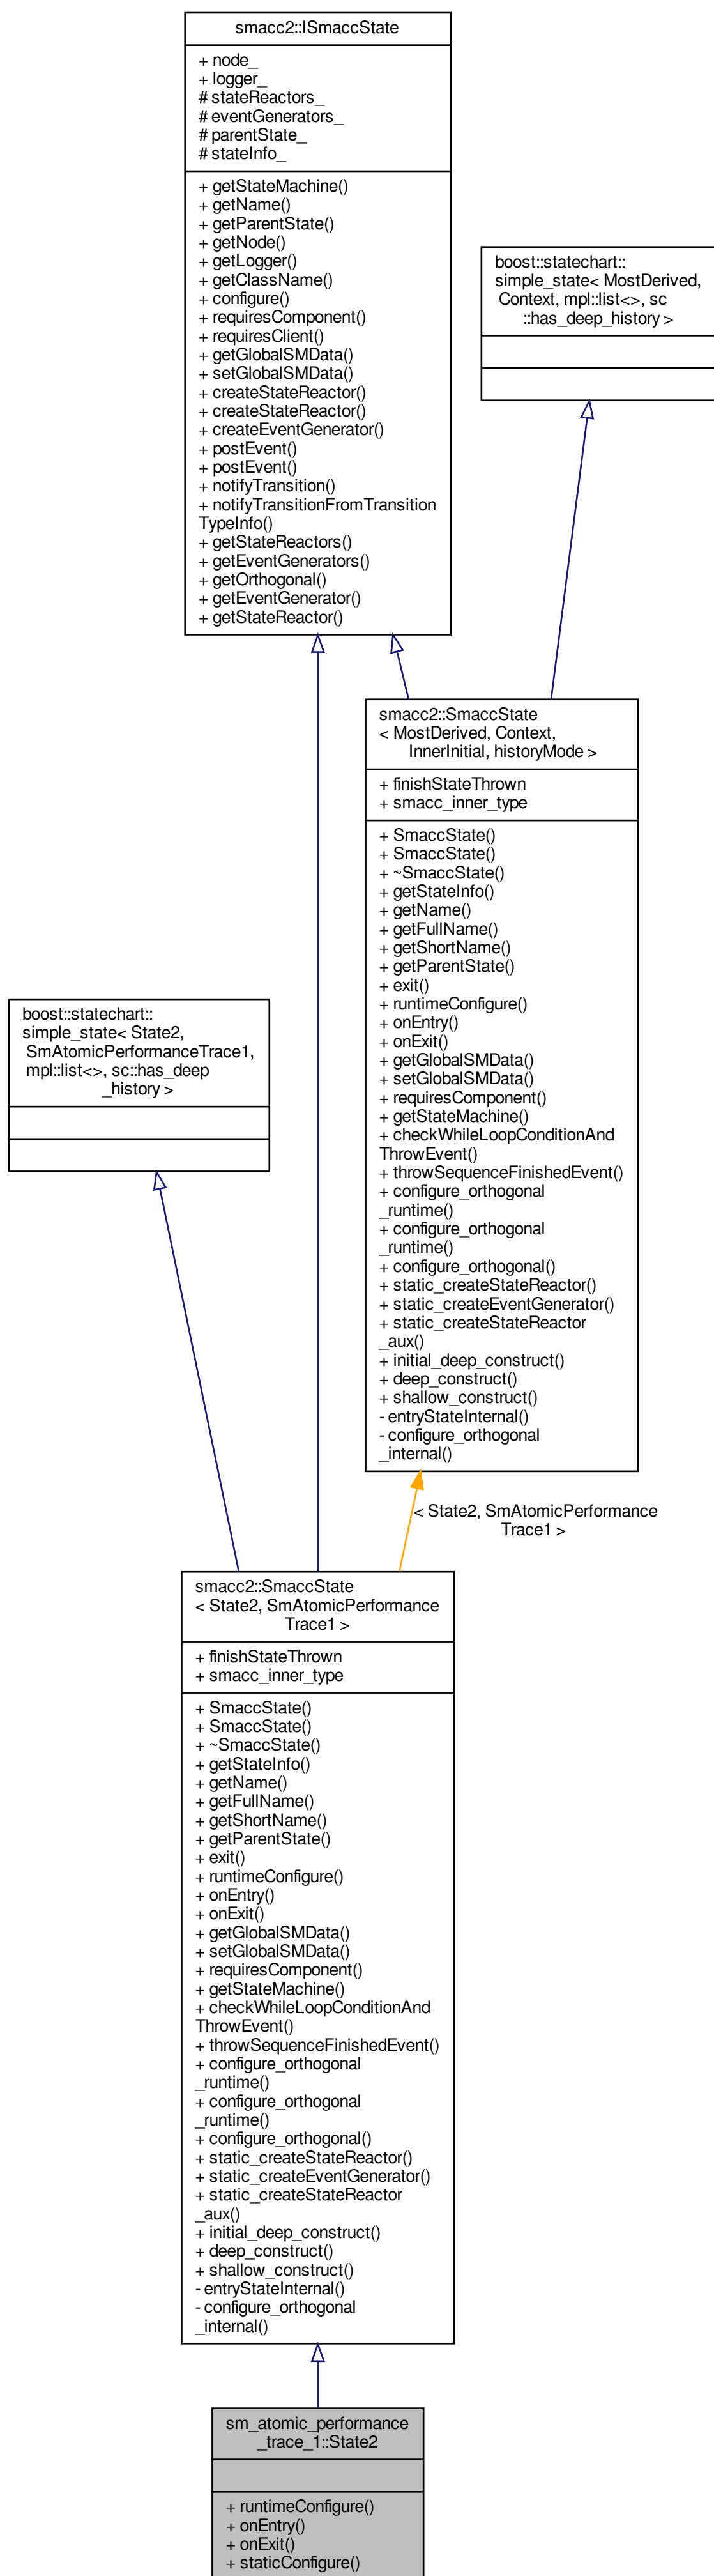 smacc2::ISmaccState
+ node_
+ logger_
# stateReactors_
# eventGenerators_
# parentState_
# stateInfo_
+ getStateMachine()
+ getName()
+ getParentState()
+ getNode()
+ getLogger()
+ getClassName()
+ configure()
+ requiresComponent()
+ requiresClient()
+ getGlobalSMData()
+ setGlobalSMData()
+ createStateReactor()
+ createStateReactor()
+ createEventGenerator()
+ postEvent()
+ postEvent()
+ notifyTransition()
+ notifyTransitionFromTransition
TypeInfo()
+ getStateReactors()
+ getEventGenerators()
+ getOrthogonal()
+ getEventGenerator()
+ getStateReactor()
boost::statechart::
simple_state< MostDerived,
Context, mpl::list<>, sc
::has_deep_history >
smacc2::SmaccState
< MostDerived, Context,
InnerInitial, historyMode >
+ finishStateThrown
+ smacc_inner_type
+ SmaccState()
+ SmaccState()
+ ~SmaccState()
+ getStateInfo()
+ getName()
+ getFullName()
+ getShortName()
+ getParentState()
+ exit()
+ runtimeConfigure()
+ onEntry()
+ onExit()
+ getGlobalSMData()
+ setGlobalSMData()
+ requiresComponent()
+ getStateMachine()
+ checkWhileLoopConditionAnd
ThrowEvent()
+ throwSequenceFinishedEvent()
+ configure_orthogonal
_runtime()
+ configure_orthogonal
_runtime()
+ configure_orthogonal()
+ static_createStateReactor()
+ static_createEventGenerator()
+ static_createStateReactor
_aux()
+ initial_deep_construct()
+ deep_construct()
+ shallow_construct()
- entryStateInternal()
- configure_orthogonal
_internal()
boost::statechart::
simple_state< State2,
SmAtomicPerformanceTrace1,
mpl::list<>, sc::has_deep
_history >
< State2, SmAtomicPerformance
Trace1 >
smacc2::SmaccState
< State2, SmAtomicPerformance
Trace1 >
+ finishStateThrown
+ smacc_inner_type
+ SmaccState()
+ SmaccState()
+ ~SmaccState()
+ getStateInfo()
+ getName()
+ getFullName()
+ getShortName()
+ getParentState()
+ exit()
+ runtimeConfigure()
+ onEntry()
+ onExit()
+ getGlobalSMData()
+ setGlobalSMData()
+ requiresComponent()
+ getStateMachine()
+ checkWhileLoopConditionAnd
ThrowEvent()
+ throwSequenceFinishedEvent()
+ configure_orthogonal
_runtime()
+ configure_orthogonal
_runtime()
+ configure_orthogonal()
+ static_createStateReactor()
+ static_createEventGenerator()
+ static_createStateReactor
_aux()
+ initial_deep_construct()
+ deep_construct()
+ shallow_construct()
- entryStateInternal()
- configure_orthogonal
_internal()
sm_atomic_performance
_trace_1::State2
+ runtimeConfigure()
+ onEntry()
+ onExit()
+ staticConfigure()